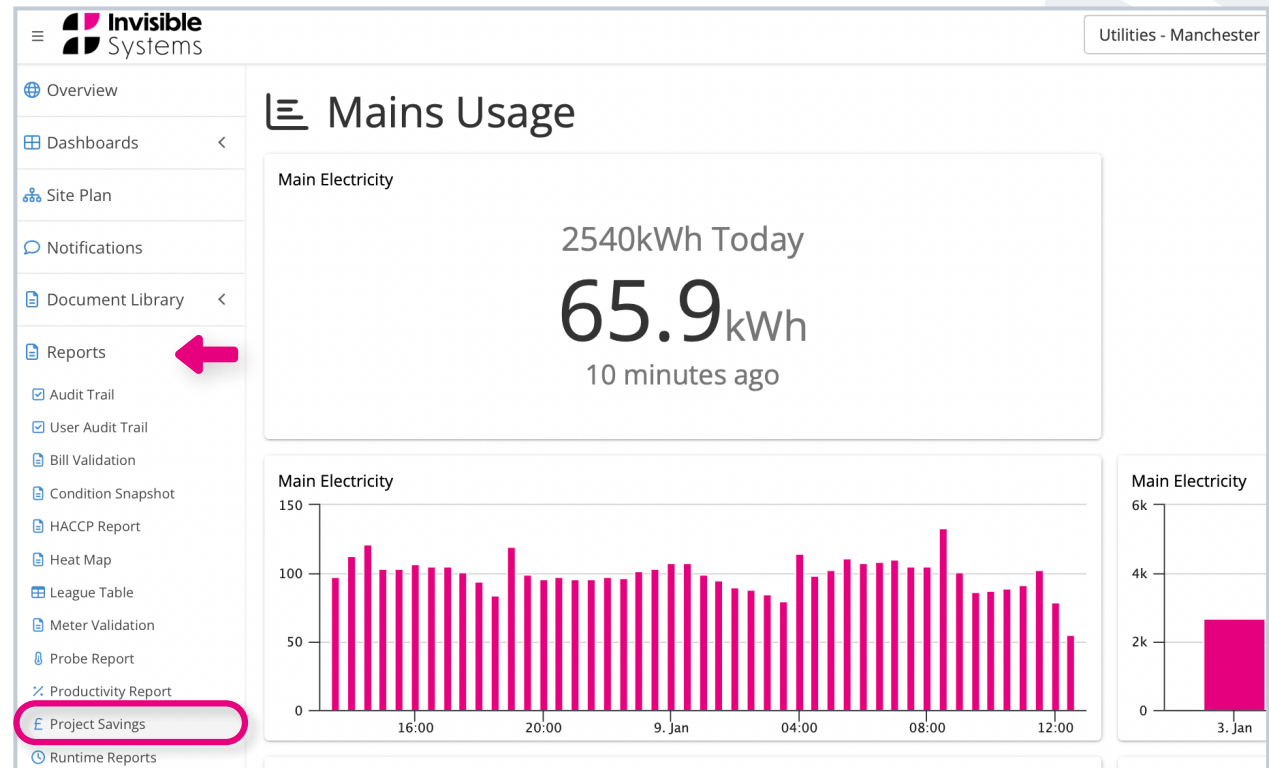 Invisible
Systems
Utilities - Manchester
Overview
Dashboards
Site Plan
Notifications
Document Library
Reports
Audit Trail
User Audit Trail
Bill Validation
Condition Snapshot
HACCP Report
Heat Map
League Table
Meter Validation
Probe Report
Productivity Report
£ Project Savings
Runtime Reports
Mains Usage
Main Electricity
2540kWh Today
65.9kWh
10 minutes ago
Main Electricity
150
100
50
0
16:00 20:00 9. Jan 04:00 08:00 12:00
Main Electricity
6k
4k
2k
0
3. Jan